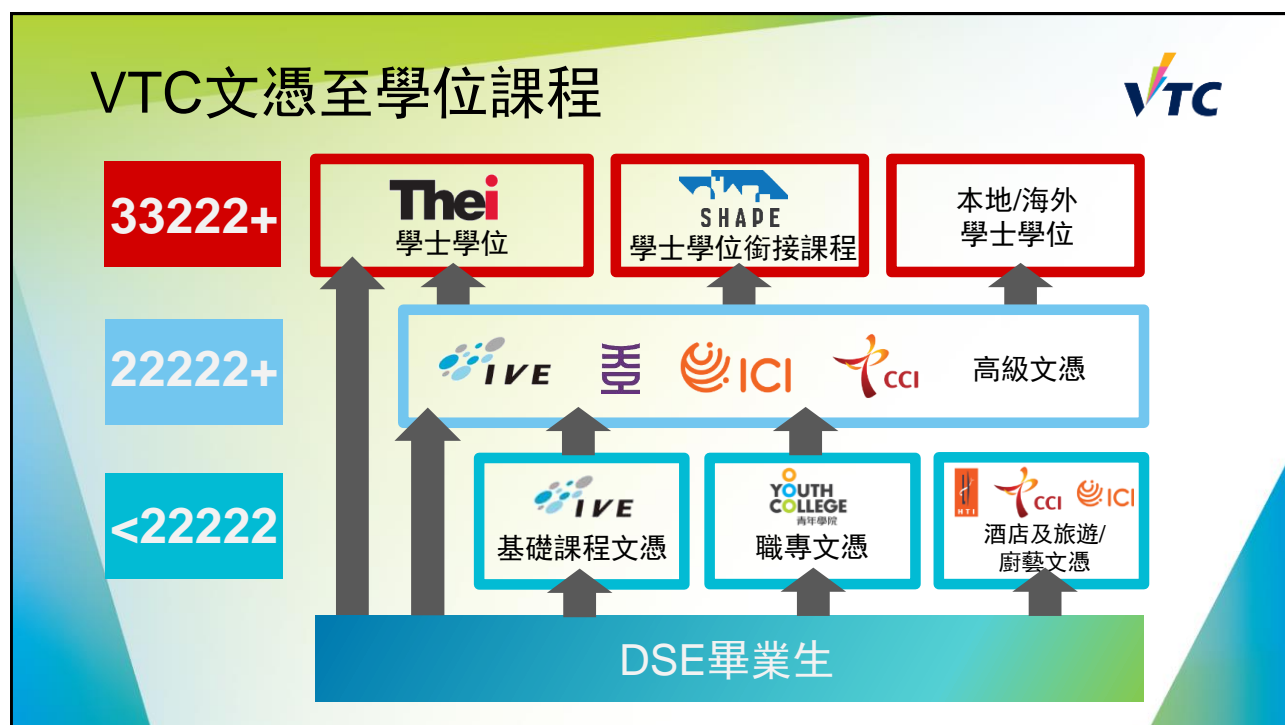 VTC文憑至學位課程
VTC
33222+
Thei
學士學位
SHAPE
學士學位銜接課程
本地/海外
學士學位
22222+
IVE
HKDI
ICI
CCI
高級文憑
<22222
IVE
基礎課程文憑
YOUTH
COLLEGE
青年學院
職專文憑
HTI
CCI
ICI
酒店及旅遊/
廚藝文憑
DSE畢業生